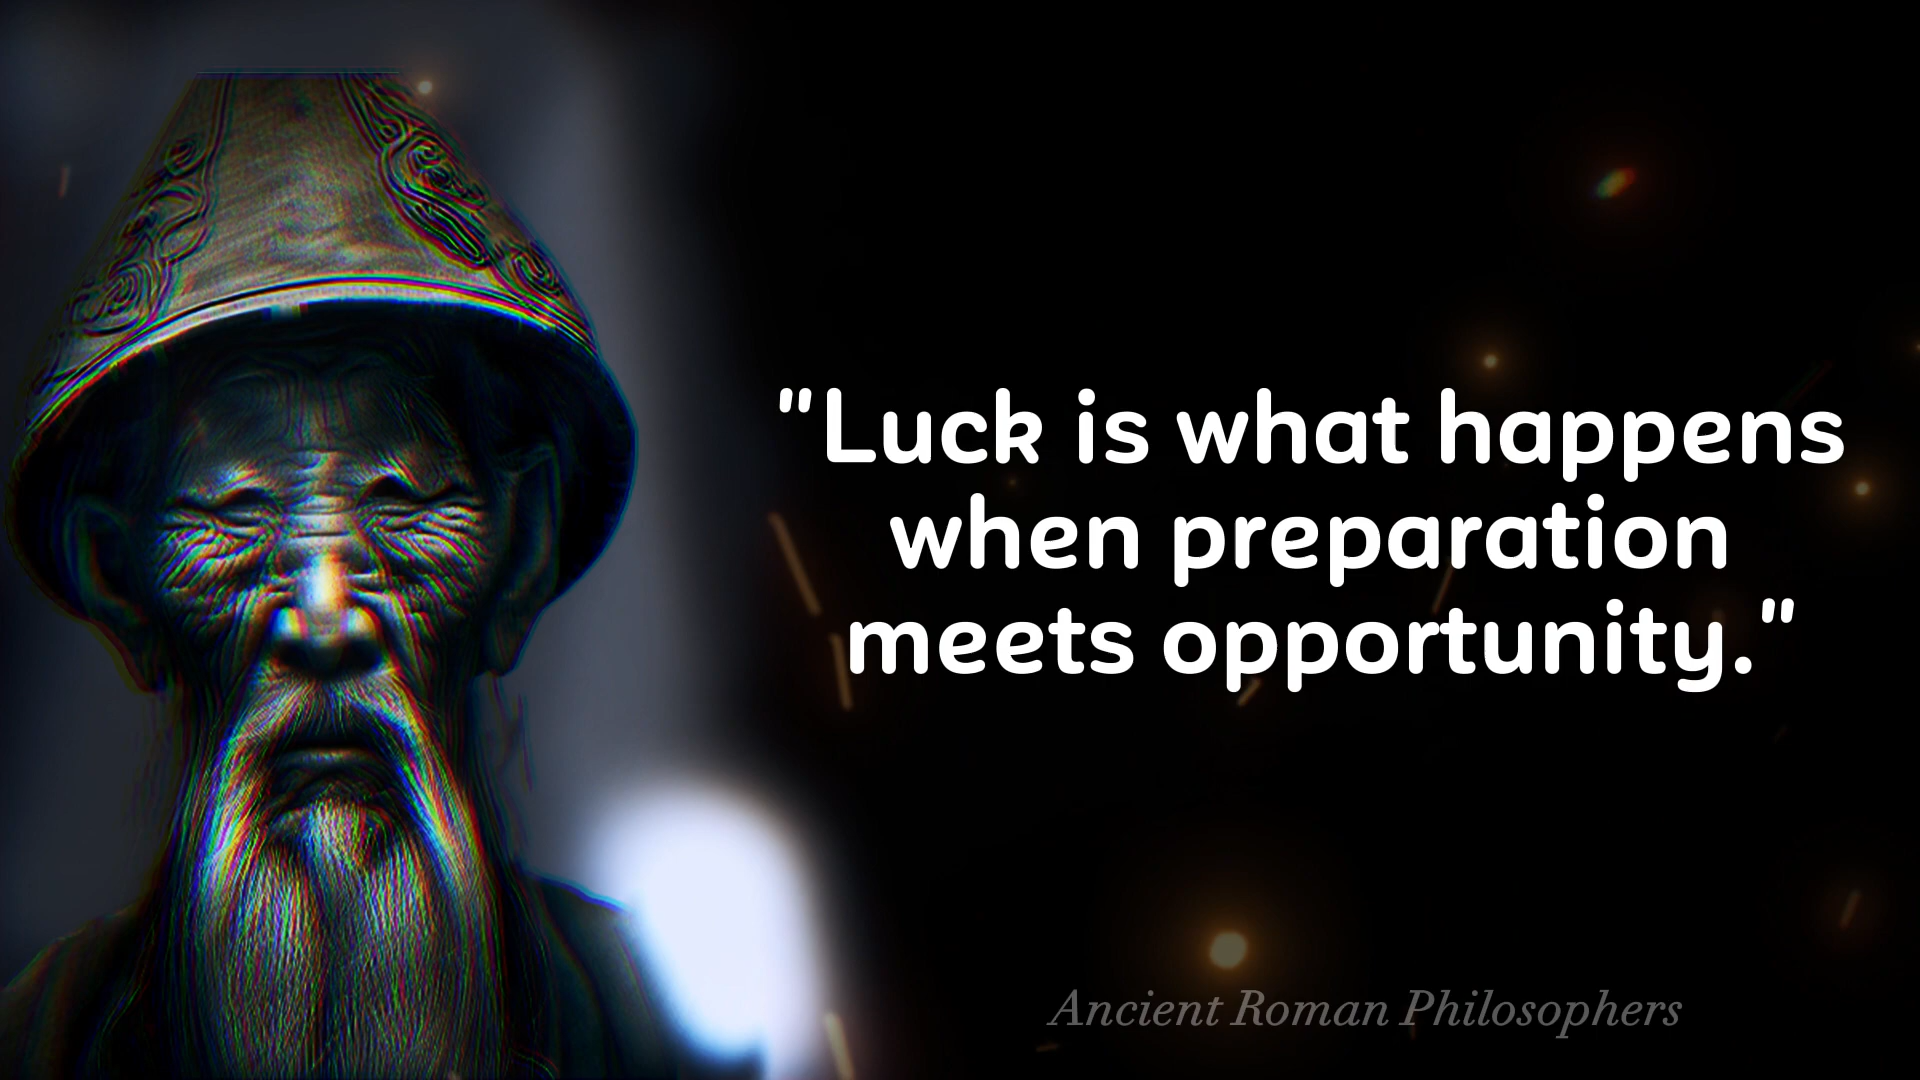 "Luck is what happens
when preparation
meets opportunity."
Ancient Roman Philosophers